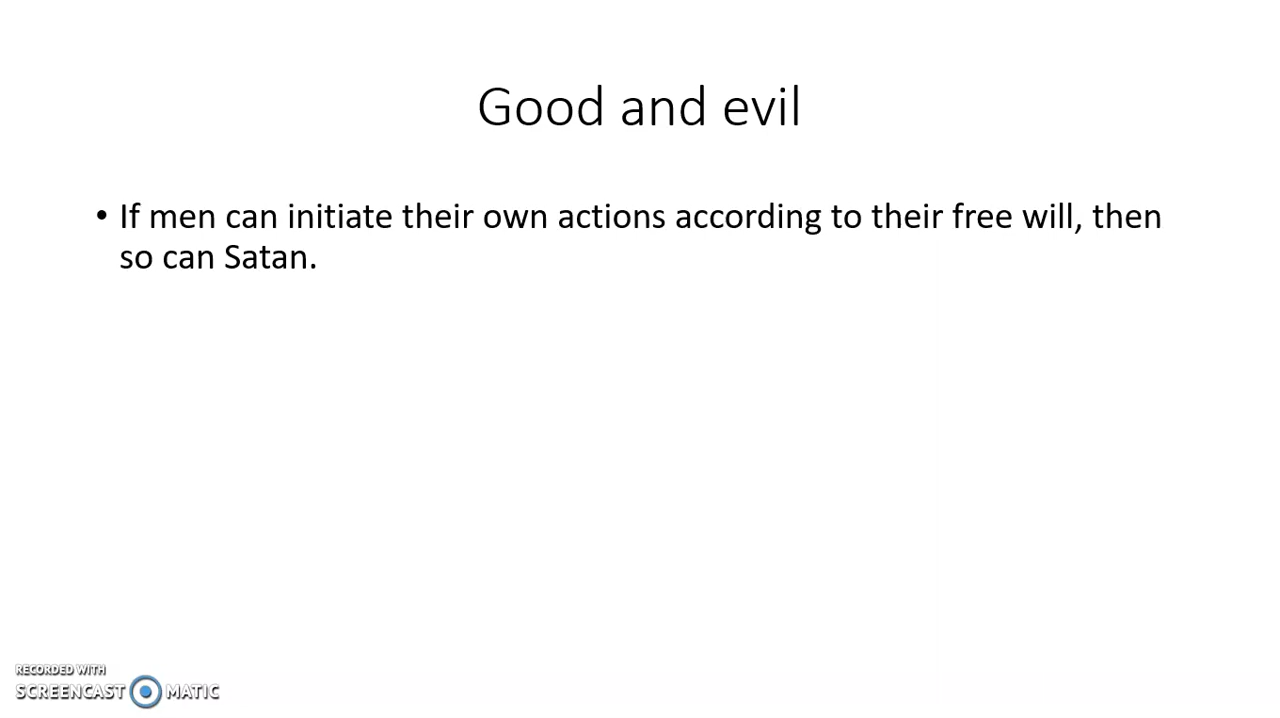 Good and evil
• If men can initiate their own actions according to their free will, then
so can Satan.
RECORDED WITH
SCREENCAST MATIC